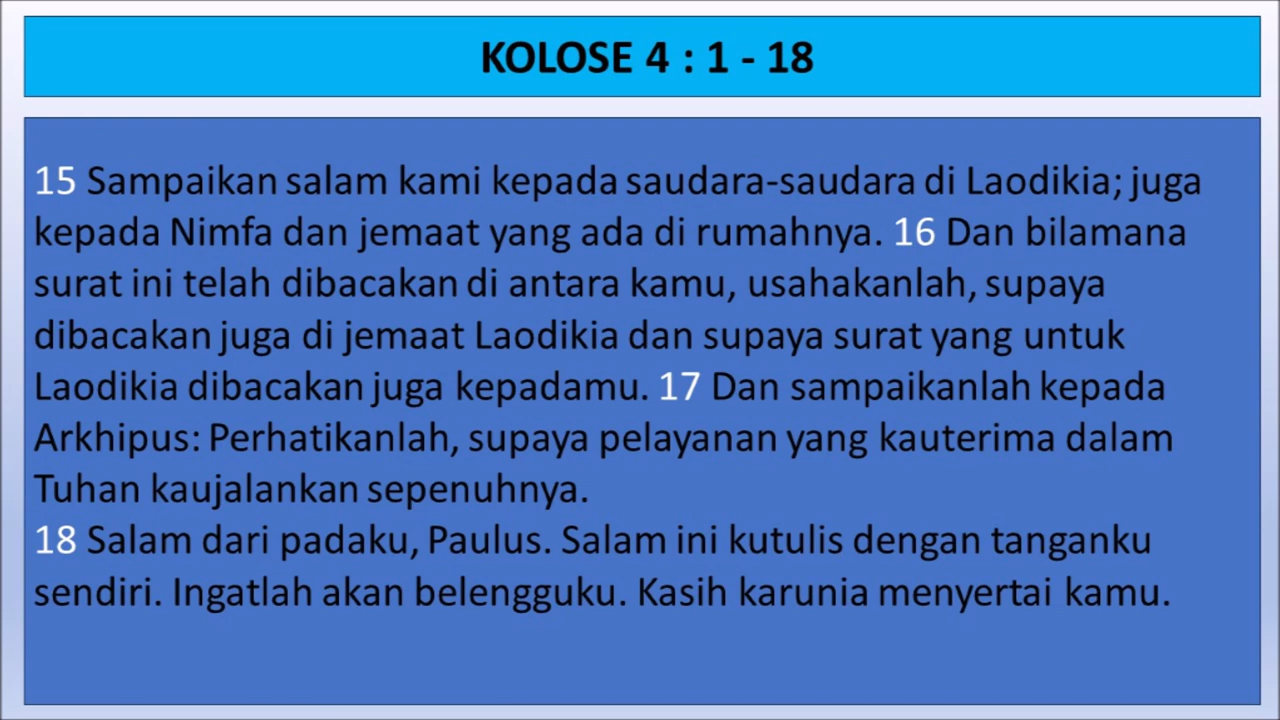 KOLOSE 4 : 1 - 18
15 Sampaikan salam kami kepada saudara-saudara di Laodikia; juga
kepada Nimfa dan jemaat yang ada di rumahnya. 16 Dan bilamana
surat ini telah dibacakan di antara kamu, usahakanlah, supaya
dibacakan juga di jemaat Laodikia dan supaya surat yang untuk
Laodikia dibacakan juga kepadamu. 17 Dan sampaikanlah kepada
Arkhipus: Perhatikanlah, supaya pelayanan yang kauterima dalam
Tuhan kaujalankan sepenuhnya.
18 Salam dari padaku, Paulus. Salam ini kutulis dengan tanganku
sendiri. Ingatlah akan belengguku. Kasih karunia menyertai kamu.